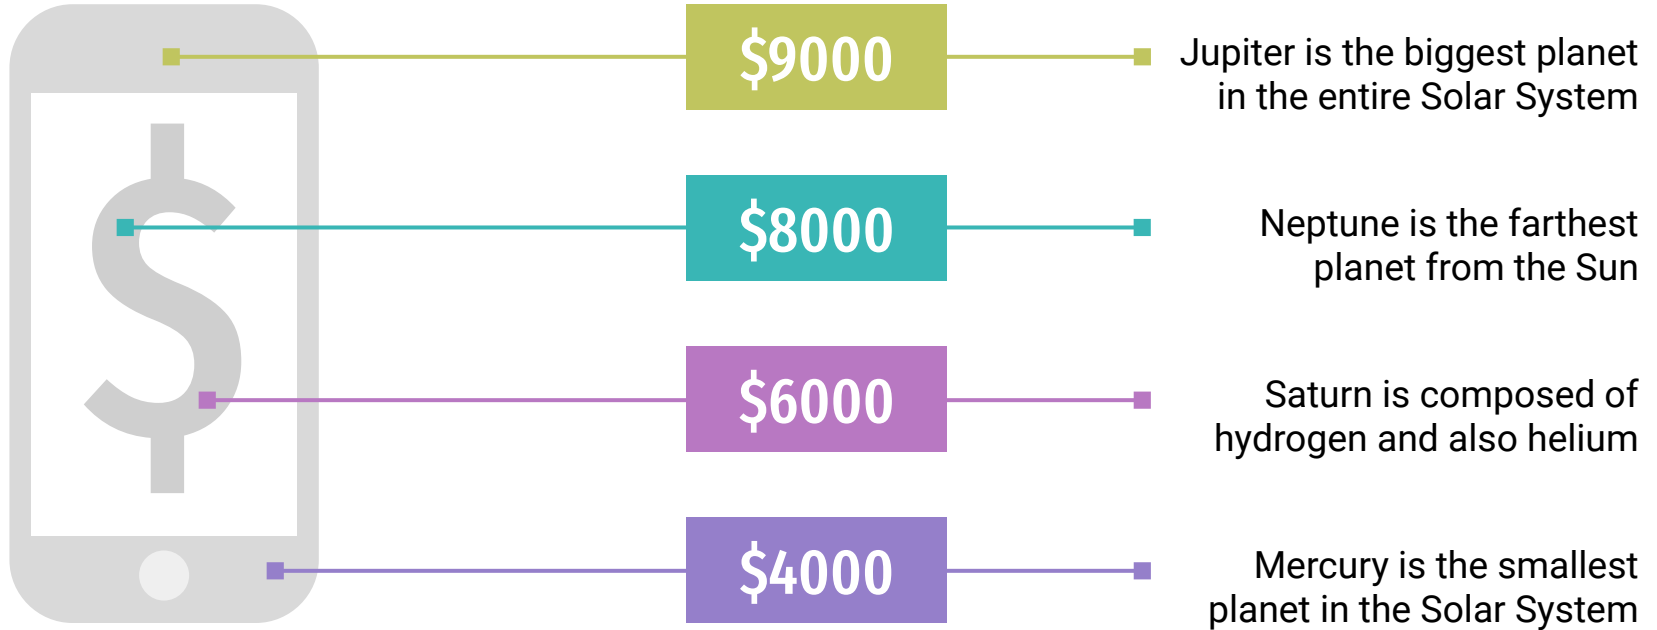 $9000
Jupiter is the biggest planet
in the entire Solar System
$8000
Neptune is the farthest
planet from the Sun
$6000
Saturn is composed of
hydrogen and also helium
$4000
Mercury is the smallest
planet in the Solar System
$